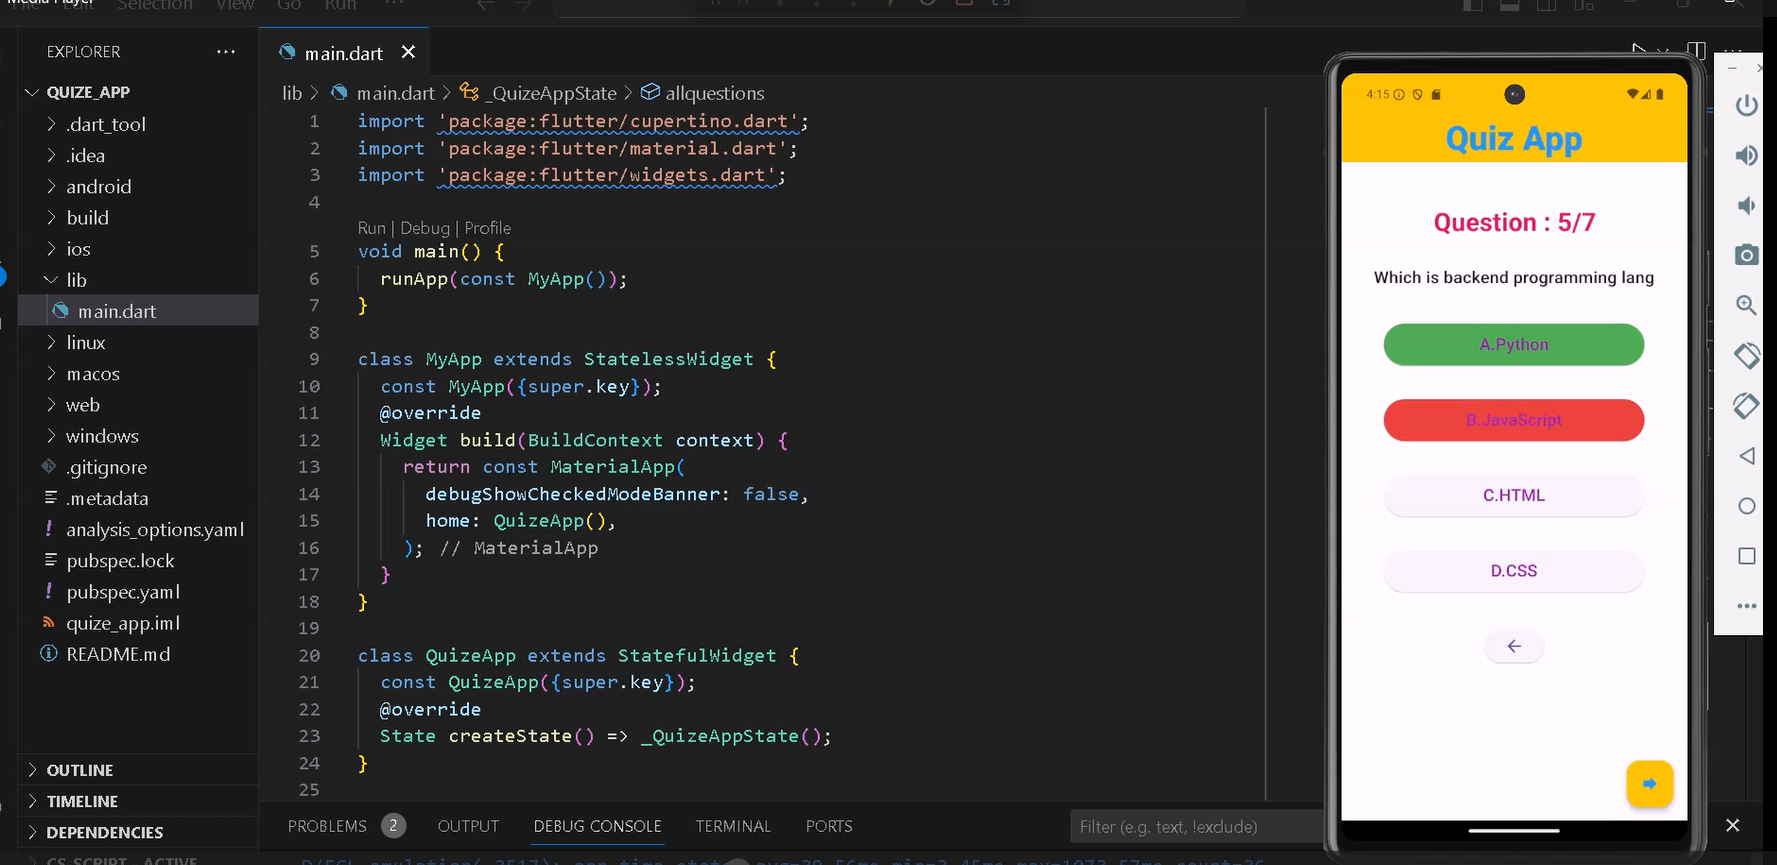 Media Player
File Edit Selection View Go Run ...
EXPLORER ...
QUIZE_APP
.dart_tool
.idea
android
build
ios
lib
main.dart
linux
macos
web
windows
.gitignore
.metadata
analysis_options.yaml
pubspec.lock
pubspec.yaml
quize_app.iml
README.md
OUTLINE
TIMELINE
DEPENDENCIES
main.dart
lib > main.dart > _QuizeAppState > allquestions
1 import 'package:flutter/cupertino.dart';
2 import 'package:flutter/material.dart';
3 import 'package:flutter/widgets.dart';
4
Run | Debug | Profile
5 void main() {
6 runApp(const MyApp());
7 }
8
9 class MyApp extends StatelessWidget {
10 const MyApp({super.key});
11 @override
12 Widget build(BuildContext context) {
13 return const MaterialApp(
14 debugShowCheckedModeBanner: false,
15 home: QuizeApp(),
16 ); // MaterialApp
17 }
18 }
19
20 class QuizeApp extends StatefulWidget {
21 const QuizeApp({super.key});
22 @override
23 State createState() => _QuizeAppState();
24 }
25
PROBLEMS 2 OUTPUT DEBUG CONSOLE TERMINAL PORTS
Filter (e.g. text, !exclude)
4:15
Quiz App
Question : 5/7
Which is backend programming lang
A.Python
B.JavaScript
C.HTML
D.CSS